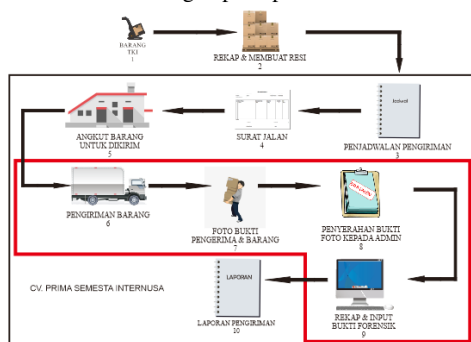 BARANG
TKI
1
REKAP & MEMBUAT RESI
2
PENJADWALAN PENGIRIMAN
3
SURAT JALAN
4
ANGKUT BARANG
UNTUK DIKIRIM
5
PENGIRIMAN BARANG
6
FOTO BUKTI
PENGERIMA & BARANG
7
PENYERAHAN BUKTI
FOTO KEPADA ADMIN
8
REKAP & INPUT
BUKTI FORENSIK
9
LAPORAN
LAPORAN PENGIRIMAN
10
CV. PRIMA SEMESTA INTERNUSA